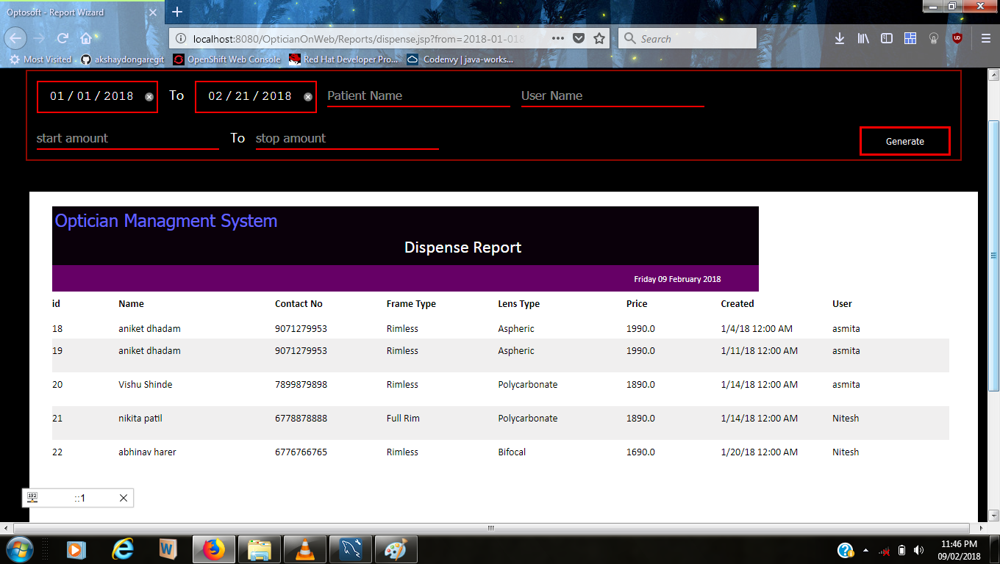 Optosoft - Report Wizard
localhost:8080/OpticianOnWeb/Reports/dispense.jsp?from=2018-01-018
Search
Most Visited akshaydongaregit OpenShift Web Console Red Hat Developer Pro... Codenvy | java-works...
01 / 01 / 2018 To 02 / 21 / 2018 Patient Name User Name
start amount To stop amount Generate
Optician Managment System
Dispense Report
Friday 09 February 2018
id Name Contact No Frame Type Lens Type Price Created User
18 aniket dhadam 9071279953 Rimless Aspheric 1990.0 1/4/18 12:00 AM asmita
19 aniket dhadam 9071279953 Rimless Aspheric 1990.0 1/11/18 12:00 AM asmita
20 Vishu Shinde 7899879898 Rimless Polycarbonate 1890.0 1/14/18 12:00 AM asmita
21 nikita patil 6778878888 Full Rim Polycarbonate 1890.0 1/14/18 12:00 AM Nitesh
22 abhinav harer 6776766765 Rimless Bifocal 1690.0 1/20/18 12:00 AM Nitesh
::1
11:46 PM
09/02/2018